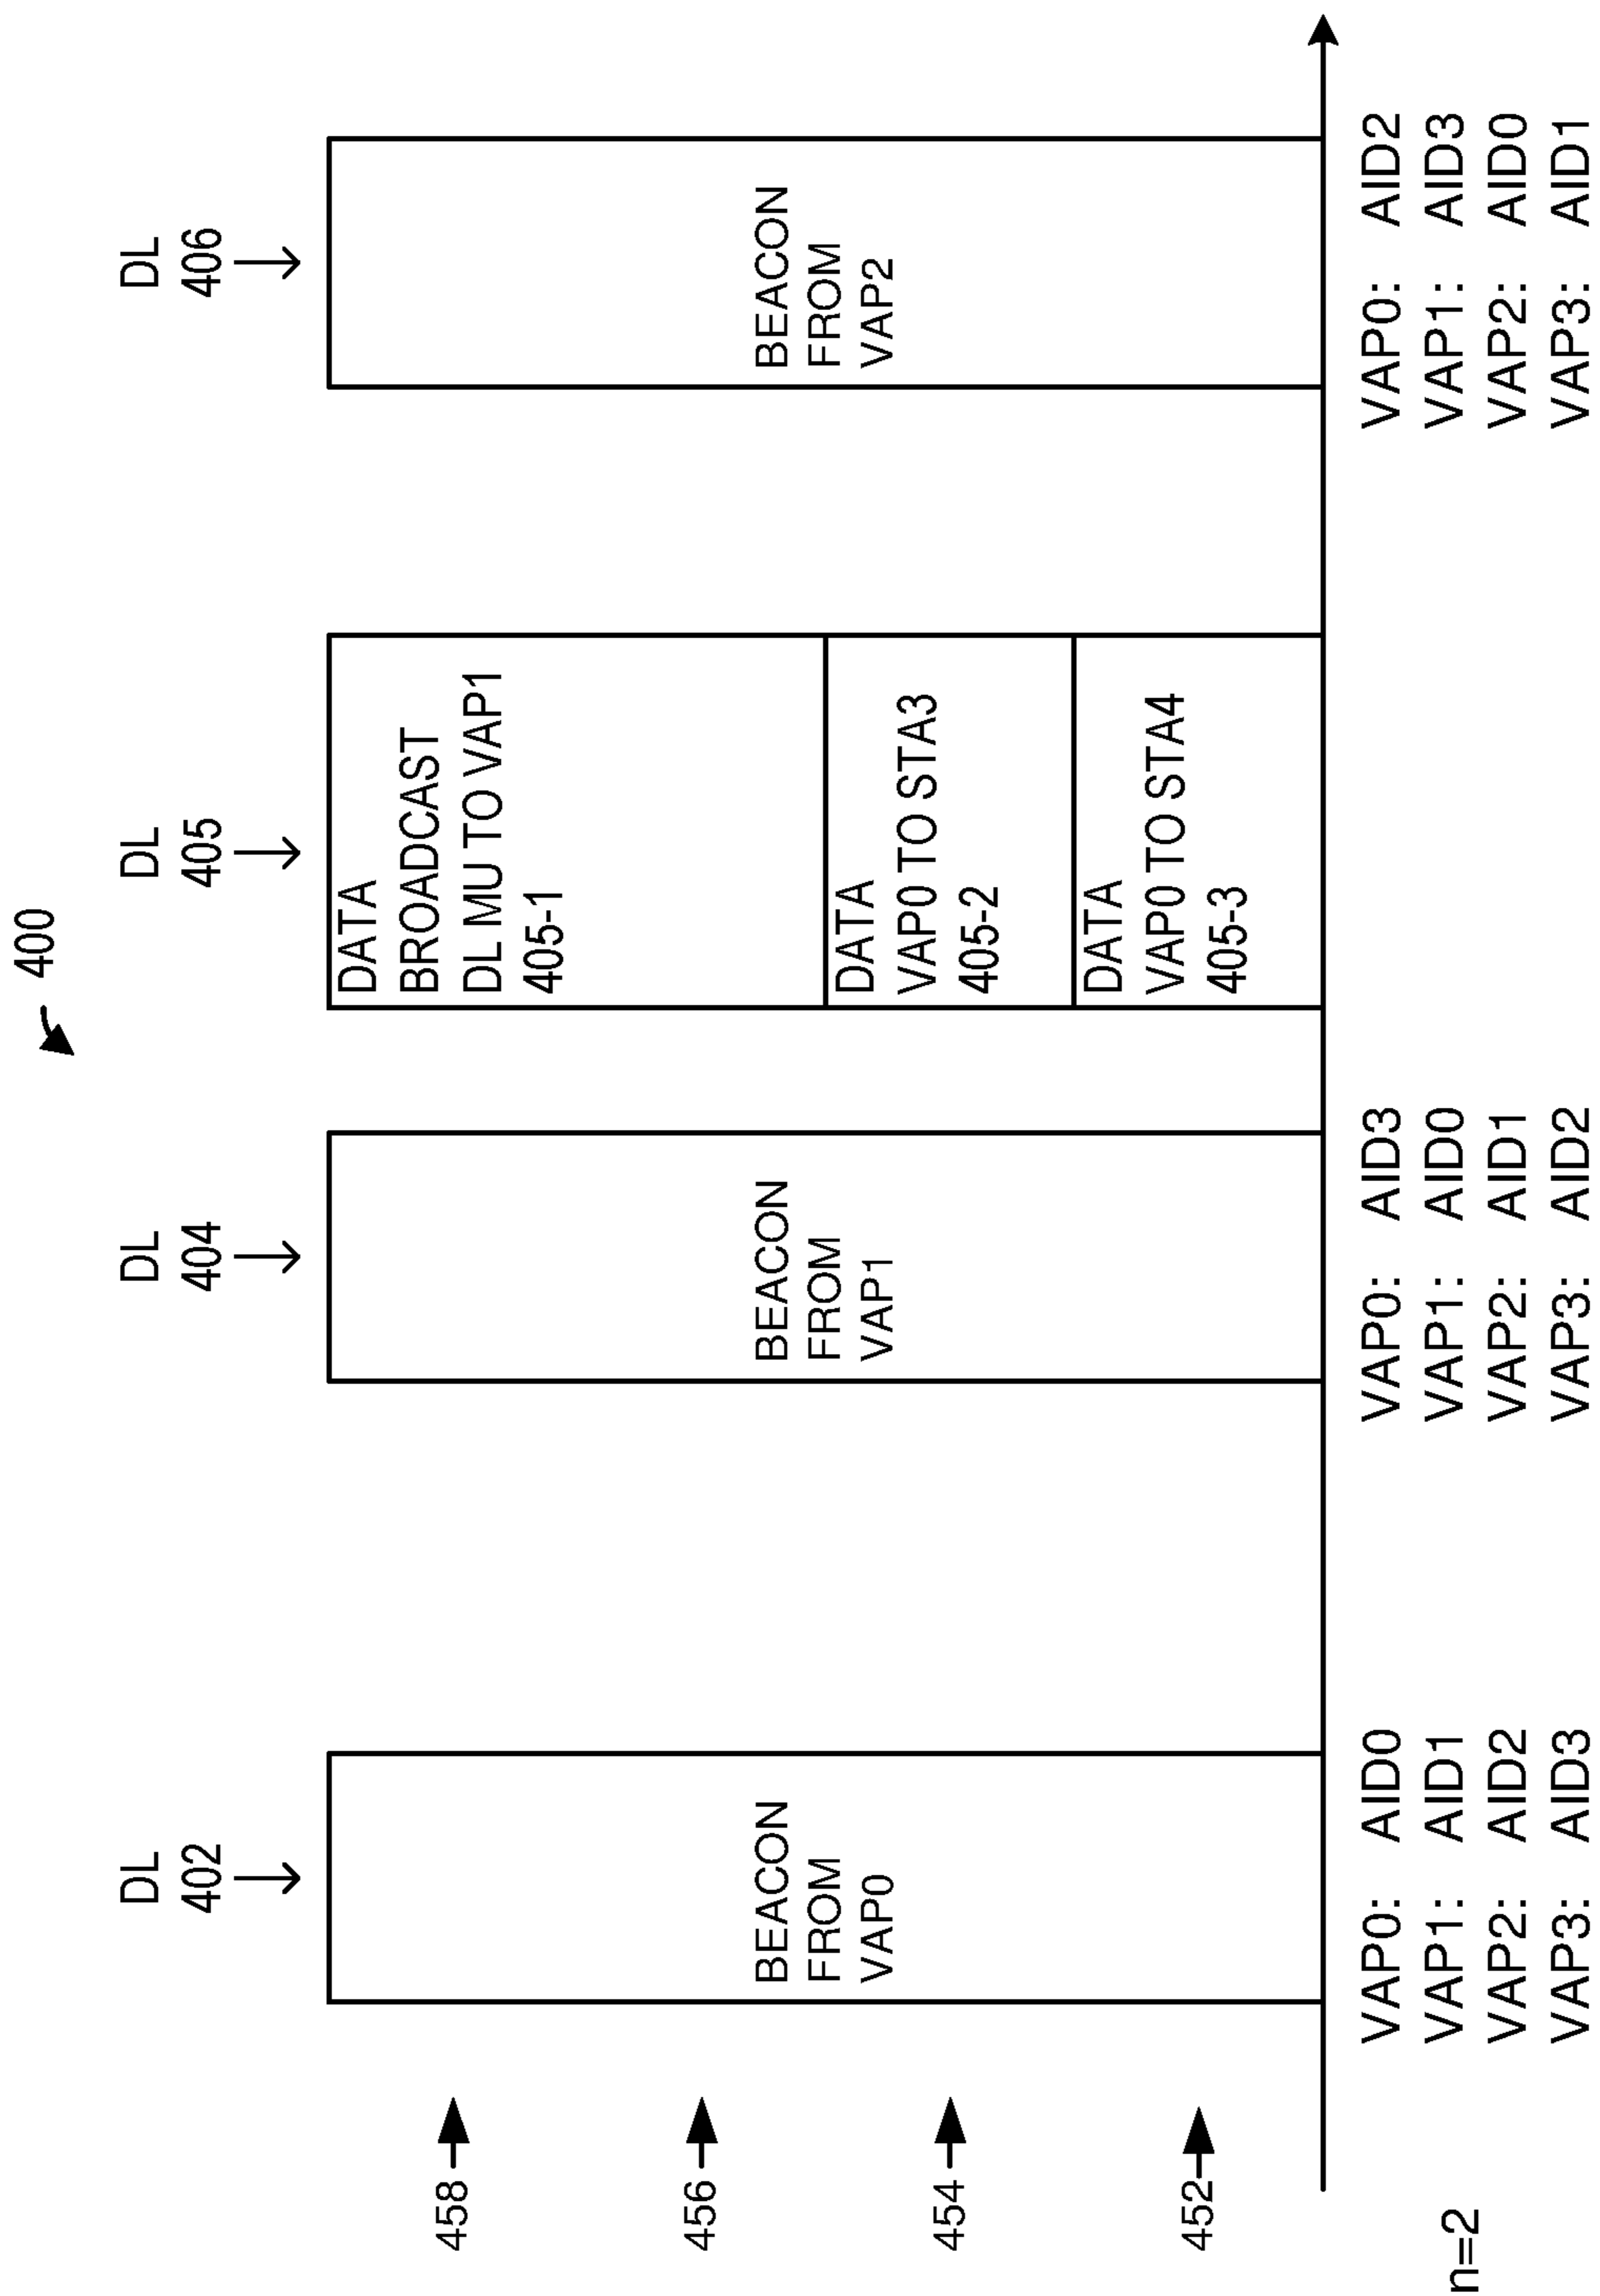 400
DL
402
DL
404
DL
405
DL
406
458
456
454
452
BEACON
FROM
VAP0
BEACON
FROM
VAP1
DATA
BROADCAST
DL MU TO VAP1
405-1
DATA
VAP0 TO STA3
405-2
DATA
VAP0 TO STA4
405-3
BEACON
FROM
VAP2
n=2
VAP0: AID0
VAP1: AID1
VAP2: AID2
VAP3: AID3
VAP0: AID3
VAP1: AID0
VAP2: AID1
VAP3: AID2
VAP0: AID2
VAP1: AID3
VAP2: AID0
VAP3: AID1